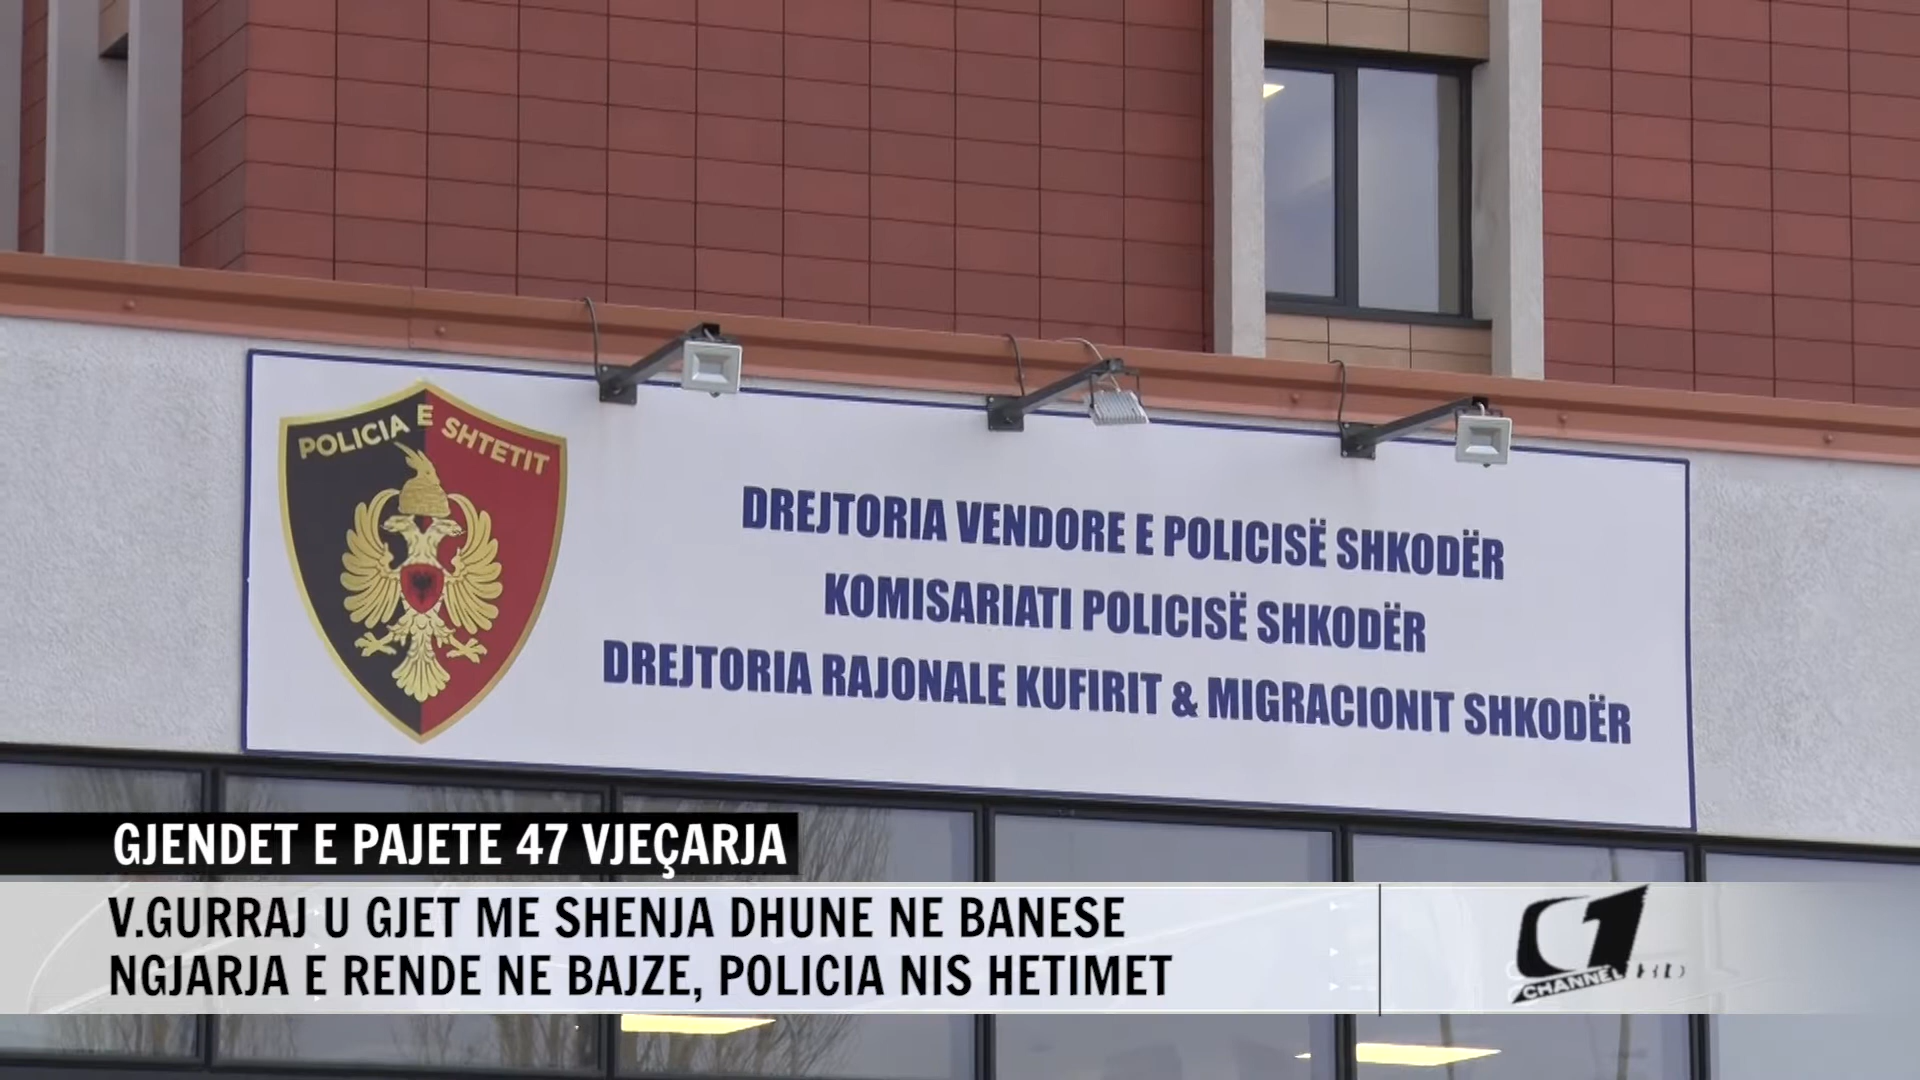 POLICIA E SHTETIT
DREJTORIA VENDORE E POLICISË SHKODËR
KOMISARIATI POLICISË SHKODËR
DREJTORIA RAJONALE KUFIRIT & MIGRACIONIT SHKODËR
GJENDET E PAJETE 47 VJEÇARJA
V.GURRAJ U GJET ME SHENJA DHUNE NE BANESE
NGJARJA E RENDE NE BAJZE, POLICIA NIS HETIMET
C1
CHANNEL 1 HD